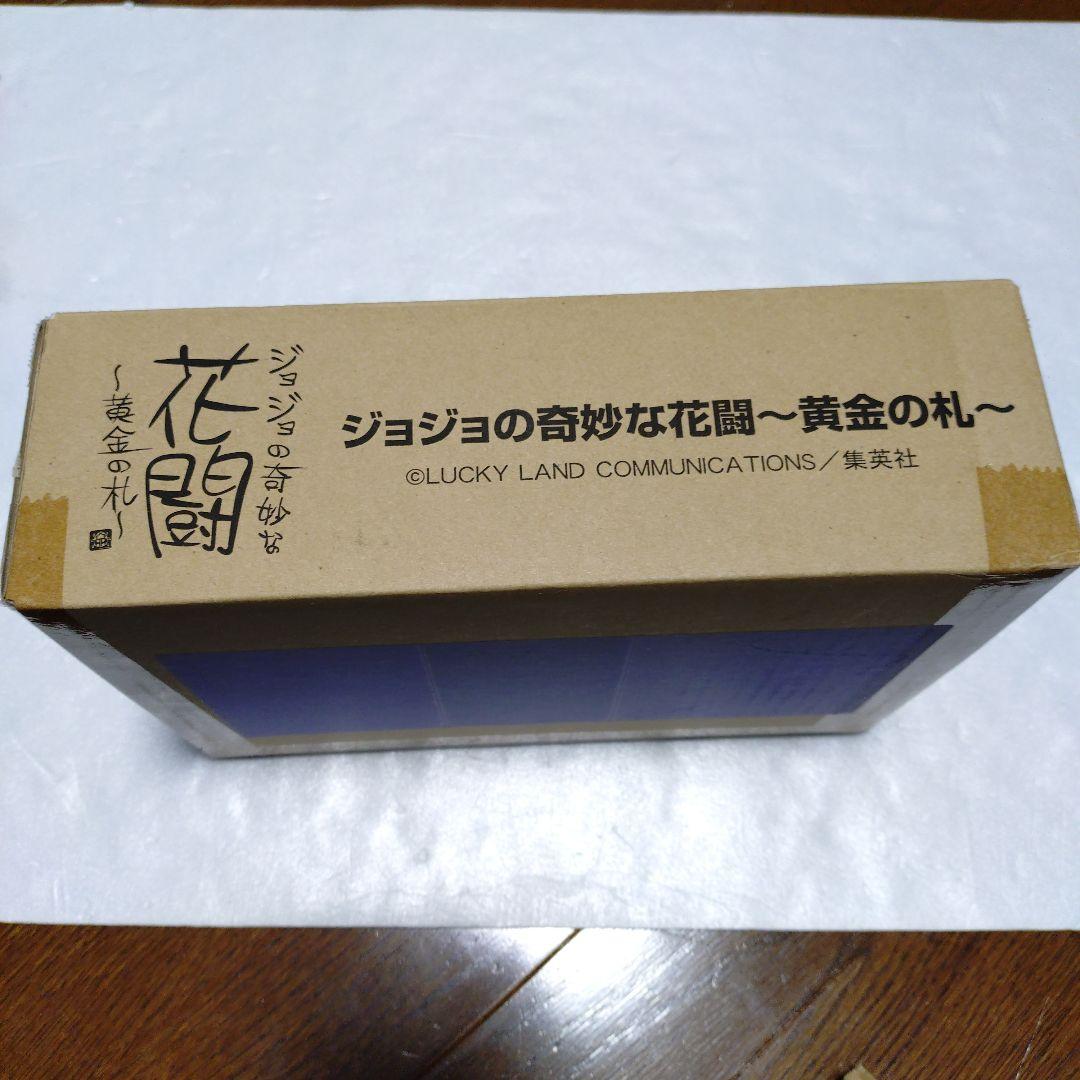 ジョジョの奇妙な
花闘
～黄金の札～
ジョジョの奇妙な花闘～黄金の札～
©LUCKY LAND COMMUNICATIONS／集英社